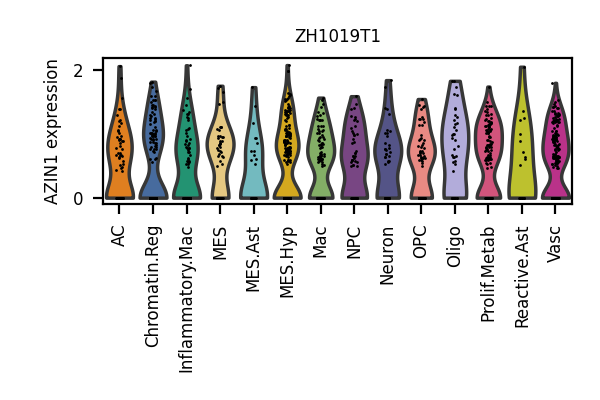 ZH1019T1
AZIN1 expression
2
0
AC
Chromatin.Reg
Inflammatory.Mac
MES
MES.Ast
MES.Hyp
Mac
NPC
Neuron
OPC
Oligo
Prolif.Metab
Reactive.Ast
Vasc